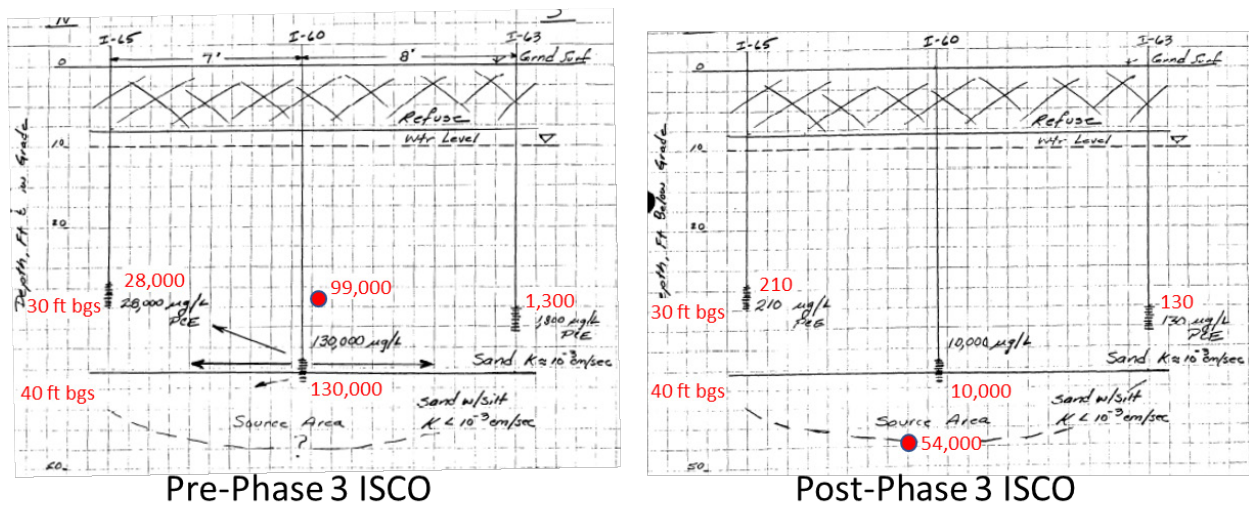 I-65 I-60 I-63
7' 8'
Grnd Surf
0
Refuse
Wtr Level
10
20
Depth, Ft Below Grade
28,000
99,000
30 ft bgs
28,000 µg/L
PCE
1,300
1,800 µg/L
PCE
130,000 µg/L
Sand K≈10⁻³ cm/sec
40 ft bgs
130,000
Sand w/silt
K < 10⁻³ cm/sec
Source Area
?
50
Pre-Phase 3 ISCO
I-65 I-60 I-63
Grnd Surf
0
Refuse
Wtr Level
10
20
Depth, Ft Below Grade
210
30 ft bgs
210 µg/L
PCE
130
130 µg/L
PCE
10,000 µg/L
Sand K≈10⁻³ cm/sec
40 ft bgs
10,000
Sand w/silt
K < 10⁻³ cm/sec
Source Area
54,000
50
Post-Phase 3 ISCO